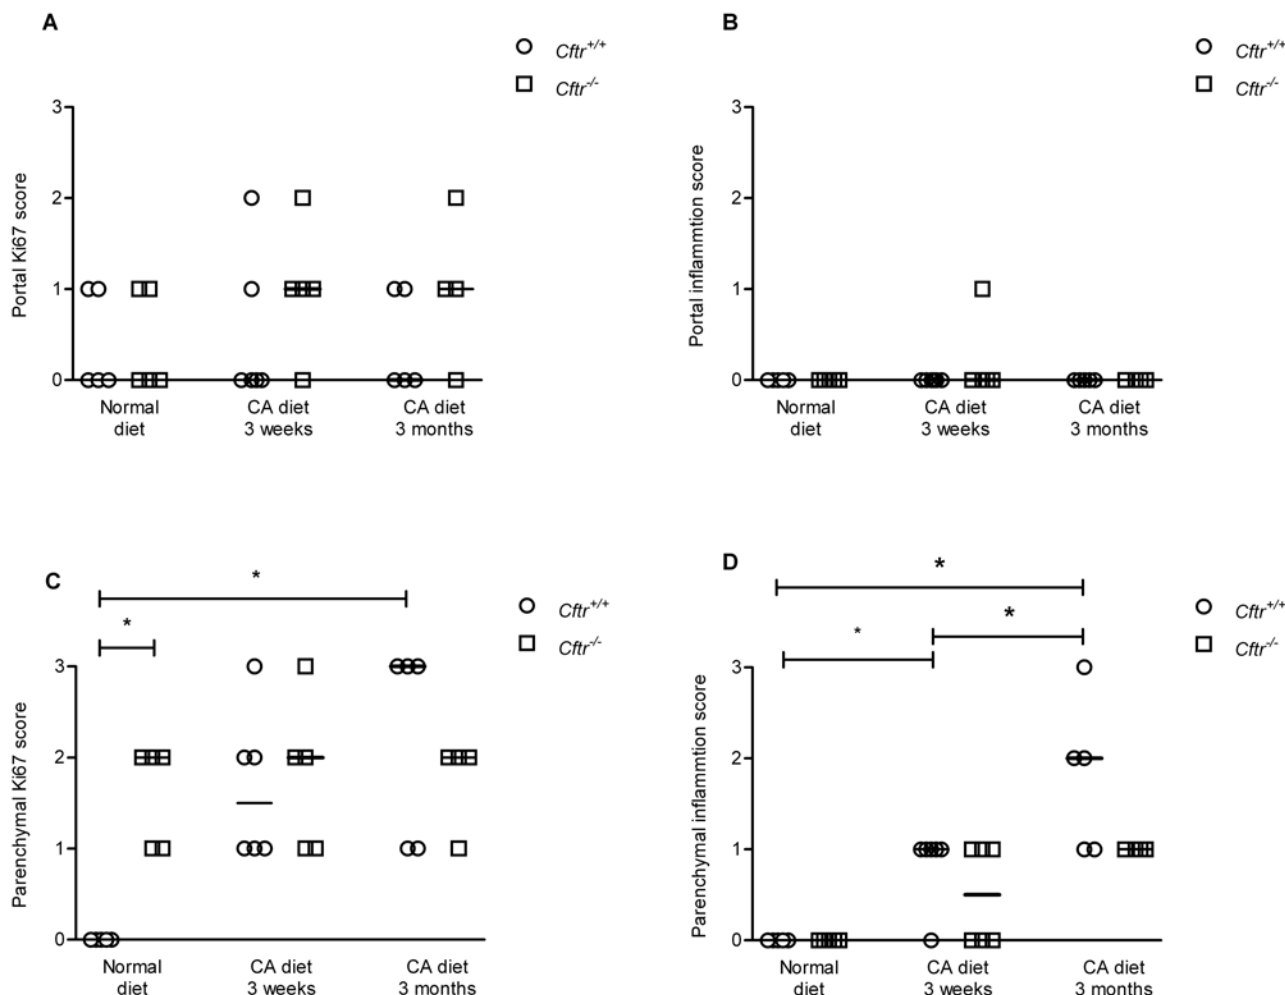 A
Cftr+/+
Cftr-/-
Portal Ki67 score
3
2
1
0
Normal diet
CA diet 3 weeks
CA diet 3 months
B
Cftr+/+
Cftr-/-
Portal inflammtion score
3
2
1
0
Normal diet
CA diet 3 weeks
CA diet 3 months
C
*
*
Cftr+/+
Cftr-/-
Parenchymal Ki67 score
3
2
1
0
Normal diet
CA diet 3 weeks
CA diet 3 months
D
*
*
*
Cftr+/+
Cftr-/-
Parenchymal inflammtion score
3
2
1
0
Normal diet
CA diet 3 weeks
CA diet 3 months